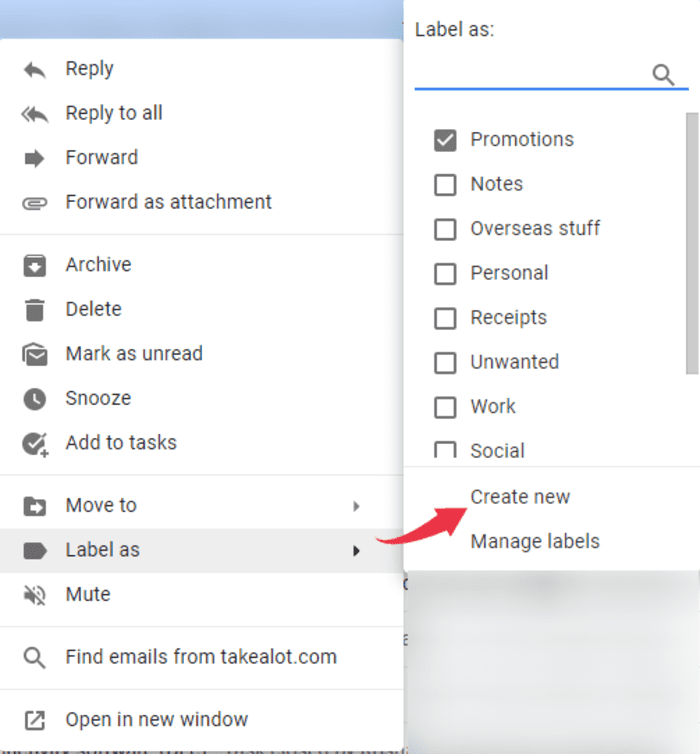 Reply
Reply to all
Forward
Forward as attachment
Archive
Delete
Mark as unread
Snooze
Add to tasks
Move to
Label as
Mute
Find emails from takealot.com
Open in new window
Label as:
Promotions
Notes
Overseas stuff
Personal
Receipts
Unwanted
Work
Social
Create new
Manage labels